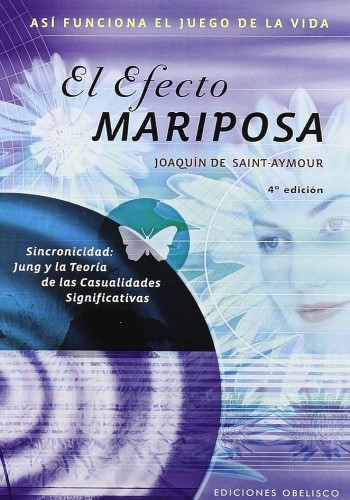 ASÍ FUNCIONA EL JUEGO DE LA VIDA
El Efecto
MARIPOSA
JOAQUÍN DE SAINT-AYMOUR
4ª edición
Sincronicidad:
Jung y la Teoría
de las Casualidades
Significativas
EDICIONES OBELISCO